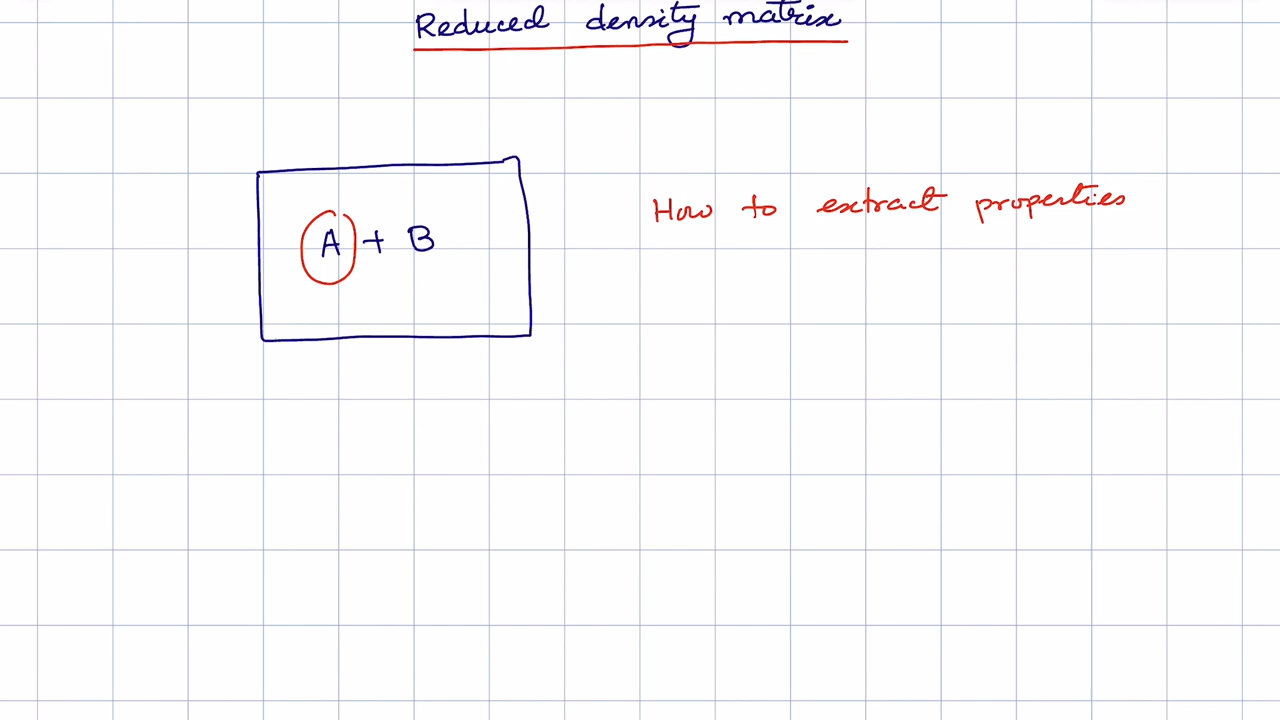 Reduced density matrix
How to extract properties
A + B